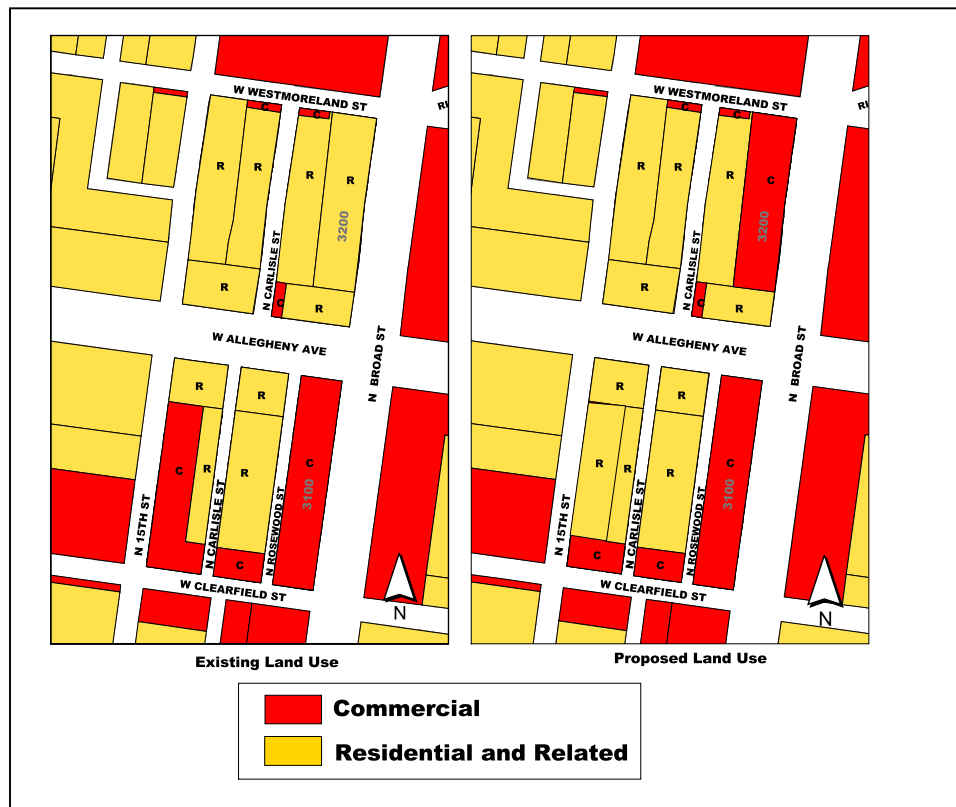 W WESTMORELAND ST
RI
C
C
R
R
R
R
3200
N CARLISLE ST
R
C
R
W ALLEGHENY AVE
N BROAD ST
R
R
C
R
R
C
3100
N 15TH ST
N CARLISLE ST
N ROSEWOOD ST
C
W CLEARFIELD ST
N
Existing Land Use
W WESTMORELAND ST
RI
C
C
R
R
R
C
3200
N CARLISLE ST
R
C
R
W ALLEGHENY AVE
N BROAD ST
R
R
R
R
R
C
3100
N 15TH ST
N CARLISLE ST
N ROSEWOOD ST
C
C
W CLEARFIELD ST
N
Proposed Land Use
Commercial
Residential and Related